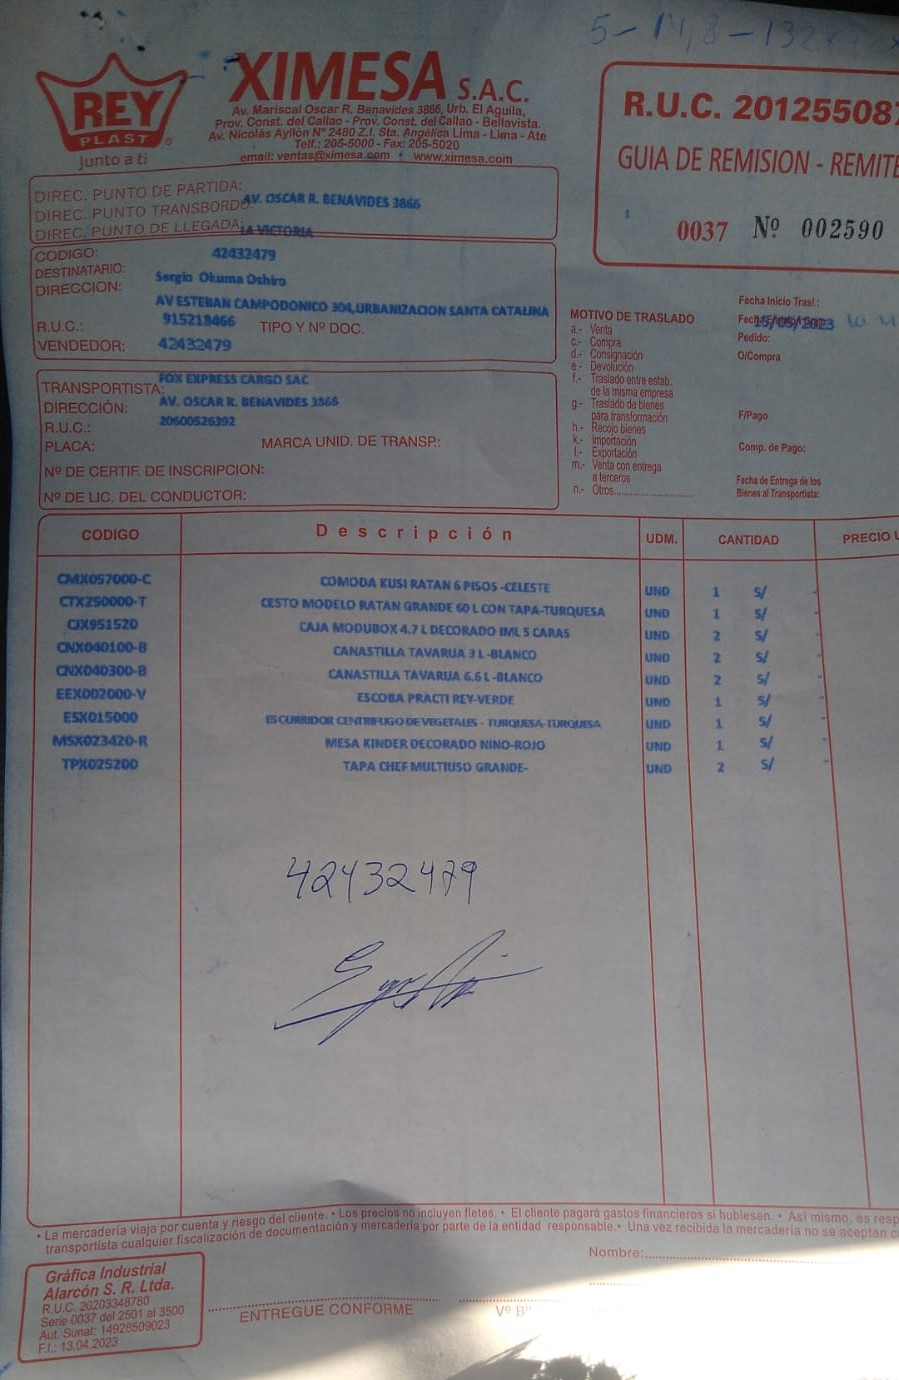 5-14,8-132
REY
PLAST ®
Junto a ti
XIMESA S.A.C.
Av. Mariscal Oscar R. Benavides 3866, Urb. El Aguila,
Prov. Const. del Callao - Prov. Const. del Callao - Bellavista.
Av. Nicolás Ayllón Nº 2480 Z.I. Sta. Angélica Lima - Lima - Ate
Telf.: 205-5000 - Fax: 205-5020
email: ventas@ximesa.com • www.ximesa.com
R.U.C. 201255087
GUIA DE REMISION - REMITE
0037 Nº 002590
DIREC. PUNTO DE PARTIDA: AV. OSCAR R. BENAVIDES 3866
DIREC. PUNTO TRANSBORDO:
DIREC. PUNTO DE LLEGADA: LA VICTORIA
CODIGO: 42432479
DESTINATARIO: Sergio Okuma Oshiro
DIRECCION: AV ESTEBAN CAMPODONICO 304,URBANIZACION SANTA CATALINA
R.U.C.: 915218466 TIPO Y Nº DOC.
VENDEDOR: 42432479
TRANSPORTISTA: FOX EXPRESS CARGO SAC
DIRECCIÓN: AV. OSCAR R. BENAVIDES 3866
R.U.C.: 20600526392
PLACA: MARCA UNID. DE TRANSP.:
Nº DE CERTIF. DE INSCRIPCION:
Nº DE LIC. DEL CONDUCTOR:
MOTIVO DE TRASLADO
a.- Venta
c.- Compra
d.- Consignación
e.- Devolución
f.- Traslado entre estab.
de la misma empresa
g.- Traslado de bienes
para transformación
h.- Recojo bienes
k.- Importación
l.- Exportación
m.- Venta con entrega
a terceros
n.- Otros
Fecha Inicio Trasl.:
15/05/2023
Pedido:
O/Compra
F/Pago
Comp. de Pago:
Fecha de Entrega de los
Bienes al Transportista:
CODIGO Descripción UDM. CANTIDAD PRECIO U
CMX057000-C COMODA KUSI RATAN 6 PISOS -CELESTE UND 1 S/ -
CTX250000-T CESTO MODELO RATAN GRANDE 60 L CON TAPA-TURQUESA UND 1 S/ -
CJX951520 CAJA MODUBOX 4.7 L DECORADO IML 5 CARAS UND 2 S/ -
CNX040100-B CANASTILLA TAVARUA 3 L -BLANCO UND 2 S/ -
CNX040300-B CANASTILLA TAVARUA 6.6 L -BLANCO UND 2 S/ -
EEX002000-V ESCOBA PRACTI REY-VERDE UND 1 S/ -
ESX015000 ESCURRIDOR CENTRIFUGO DE VEGETALES - TURQUESA-TURQUESA UND 1 S/ -
MSX023420-R MESA KINDER DECORADO NINO-ROJO UND 1 S/ -
TPX025200 TAPA CHEF MULTIUSO GRANDE- UND 2 S/ -
42432479
• La mercadería viaja por cuenta y riesgo del cliente. • Los precios no incluyen fletes. • El cliente pagará gastos financieros si hubiesen. • Así mismo, es resp
transportista cualquier fiscalización de documentación y mercadería por parte de la entidad responsable. • Una vez recibida la mercadería no se aceptan c
Nombre:
Gráfica Industrial
Alarcón S. R. Ltda.
R.U.C. 20203348780
Serie 0037 del 2501 al 3500
Aut. Sunat: 14928509023
F.I.: 13.04.2023
ENTREGUE CONFORME Vº Bº